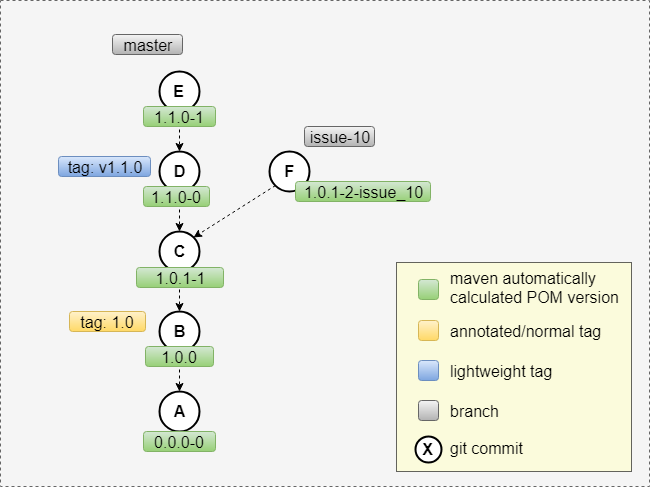 master
E
1.1.0-1
issue-10
tag: v1.1.0
D
F
1.1.0-0
1.0.1-2-issue_10
C
1.0.1-1
tag: 1.0
B
1.0.0
A
0.0.0-0
maven automatically
calculated POM version
annotated/normal tag
lightweight tag
branch
X
git commit